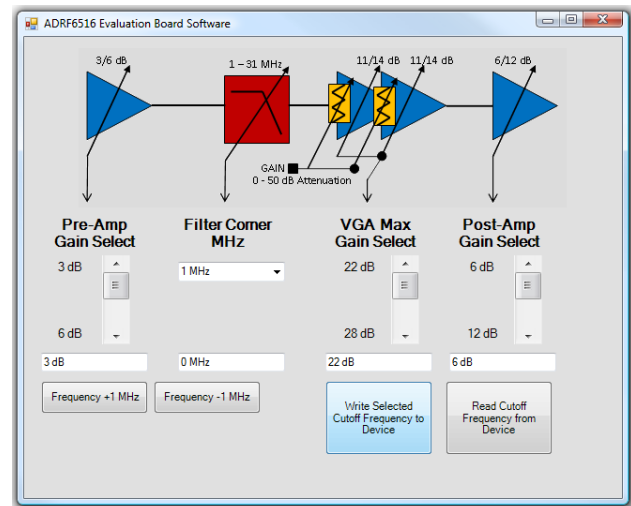 ADRF6516 Evaluation Board Software
3/6 dB
1 – 31 MHz
11/14 dB 11/14 dB
6/12 dB
GAIN
0 - 50 dB Attenuation
Pre-Amp
Gain Select
Filter Corner
MHz
VGA Max
Gain Select
Post-Amp
Gain Select
3 dB
1 MHz
22 dB
6 dB
6 dB
28 dB
12 dB
3 dB
0 MHz
22 dB
6 dB
Frequency +1 MHz
Frequency -1 MHz
Write Selected
Cutoff Frequency to
Device
Read Cutoff
Frequency from
Device